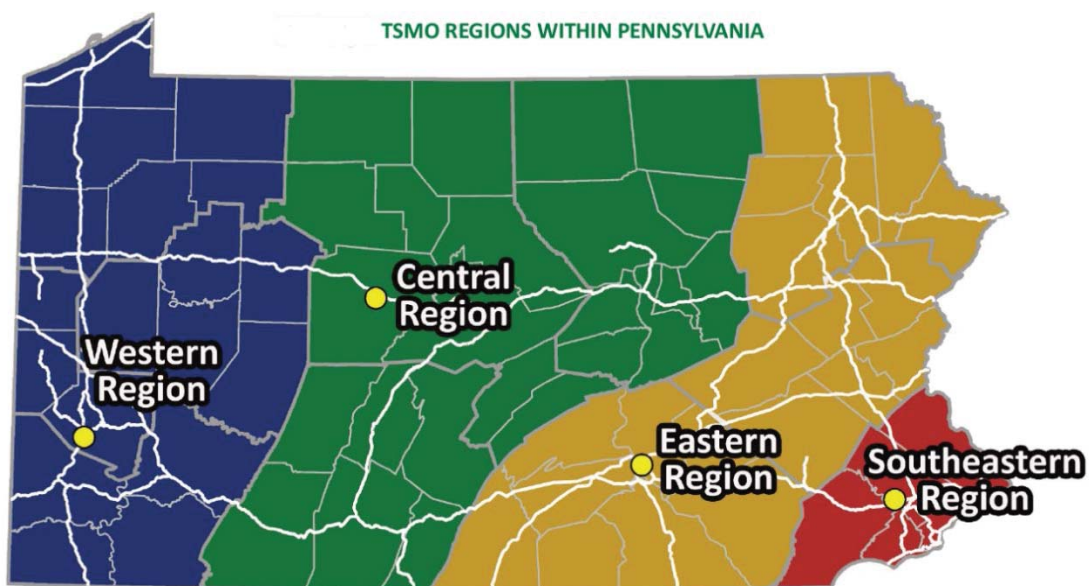 TSMO REGIONS WITHIN PENNSYLVANIA
Central
Region
Western
Region
Eastern
Region
Southeastern
Region